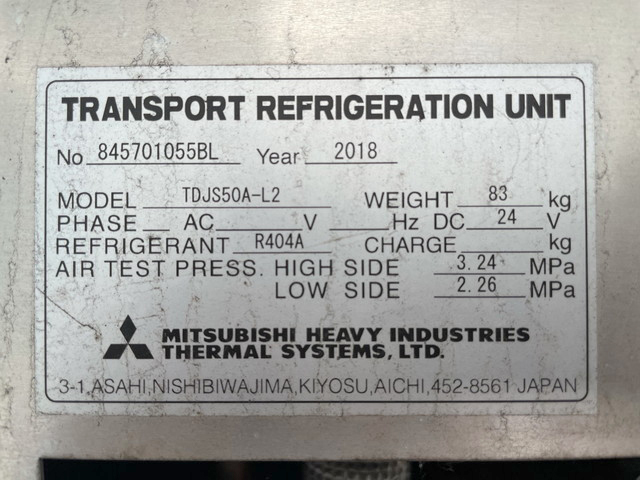 TRANSPORT REFRIGERATION UNIT
No 845701055BL Year 2018
MODEL TDJS50A-L2 WEIGHT 83 kg
PHASE AC V Hz DC 24 V
REFRIGERANT R404A CHARGE kg
AIR TEST PRESS. HIGH SIDE 3.24 MPa
LOW SIDE 2.26 MPa
MITSUBISHI HEAVY INDUSTRIES
THERMAL SYSTEMS, LTD.
3-1,ASAHI,NISHIBIWAJIMA,KIYOSU,AICHI,452-8561 JAPAN